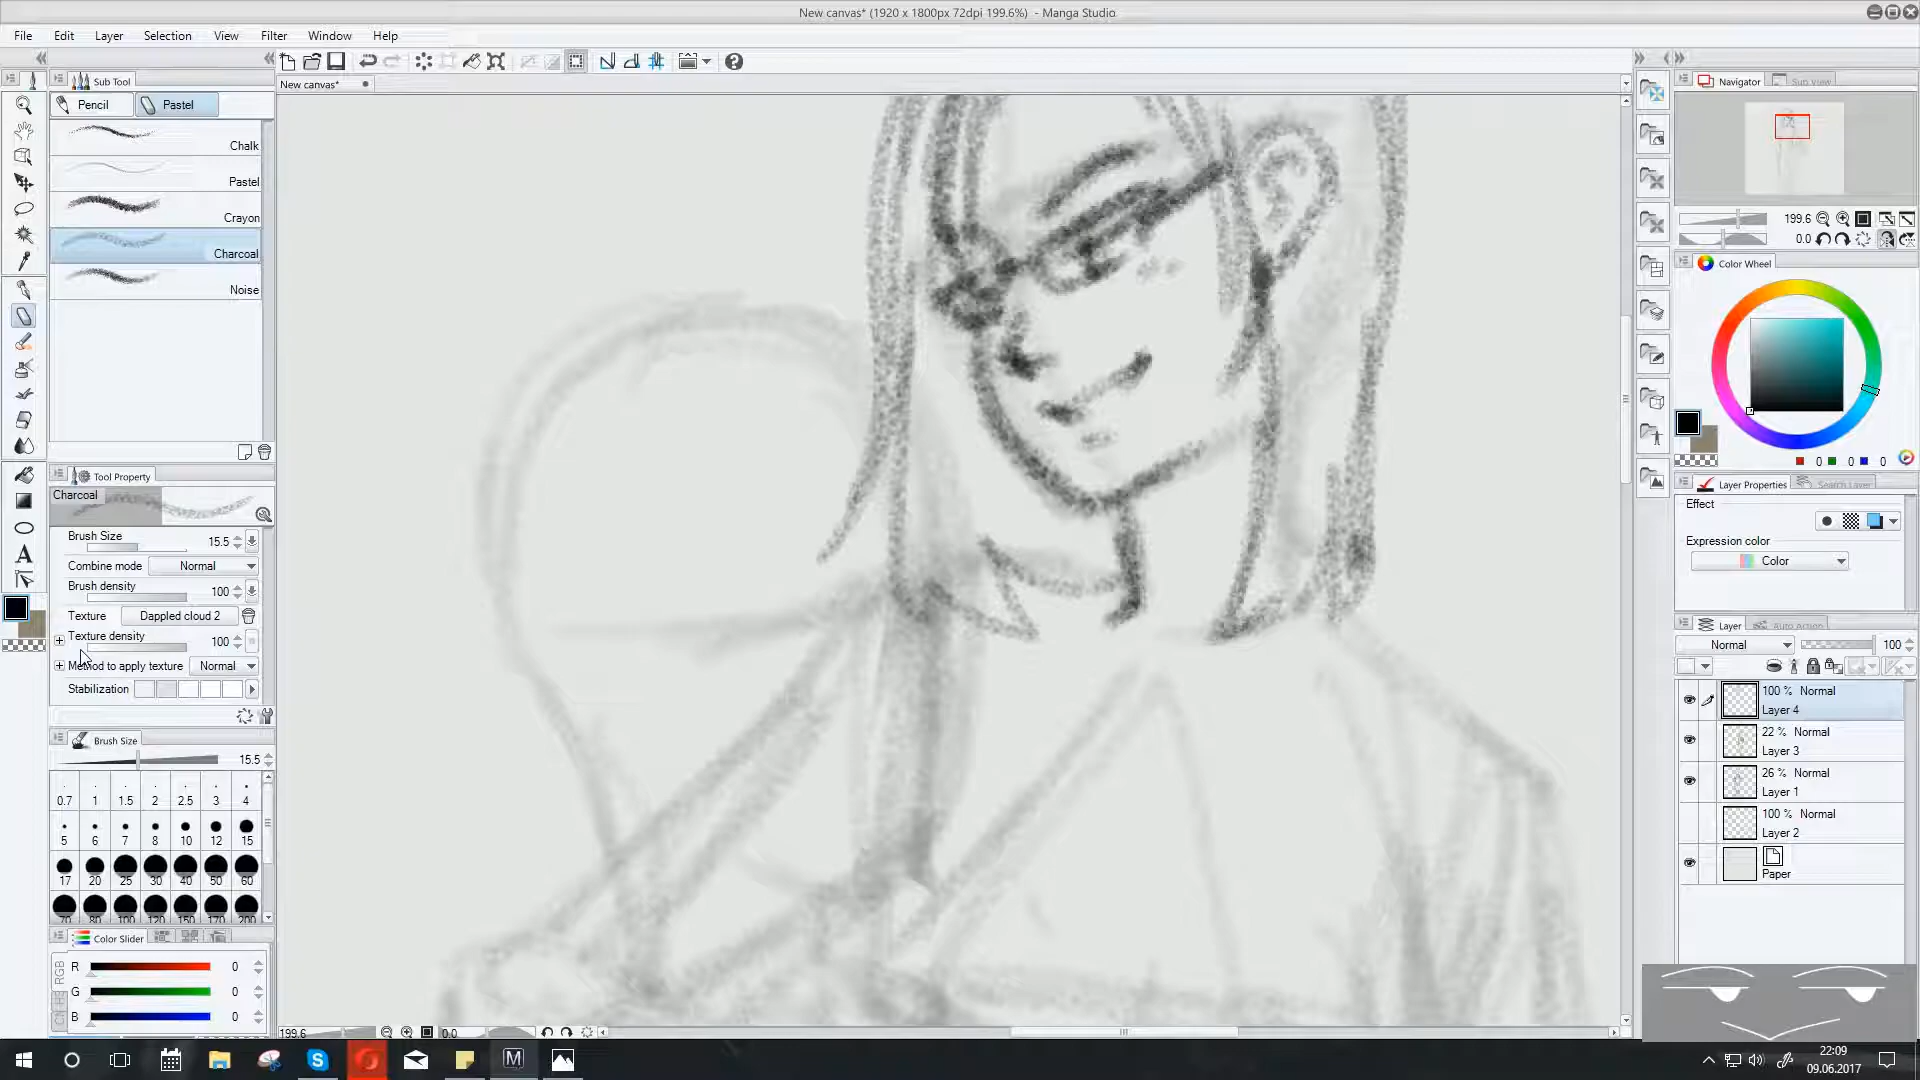 New canvas* (1920 x 1800px 72dpi 199.6%) - Manga Studio
File Edit Layer Selection View Filter Window Help
Sub Tool
New canvas*
Pencil Pastel
Chalk
Pastel
Crayon
Charcoal
Noise
Tool Property
Charcoal
Brush Size 15.5
Combine mode Normal
Brush density 100
Texture Dappled cloud 2
Texture density 100
Method to apply texture Normal
Stabilization
Brush Size
15.5
0.7 1 1.5 2 2.5 3 4
5 6 7 8 10 12 15
17 20 25 30 40 50 60
70 80 100 120 150 170 200
Color Slider
RGB
R 0
G 0
B 0
199.6 0.0
Navigator Sub View
199.6
0.0
Color Wheel
0 0 0
Layer Properties Search Layer
Effect
Expression color
Color
Layer Auto Action
Normal 100
100 % Normal
Layer 4
22 % Normal
Layer 3
26 % Normal
Layer 1
100 % Normal
Layer 2
Paper
22:09
09.06.2017